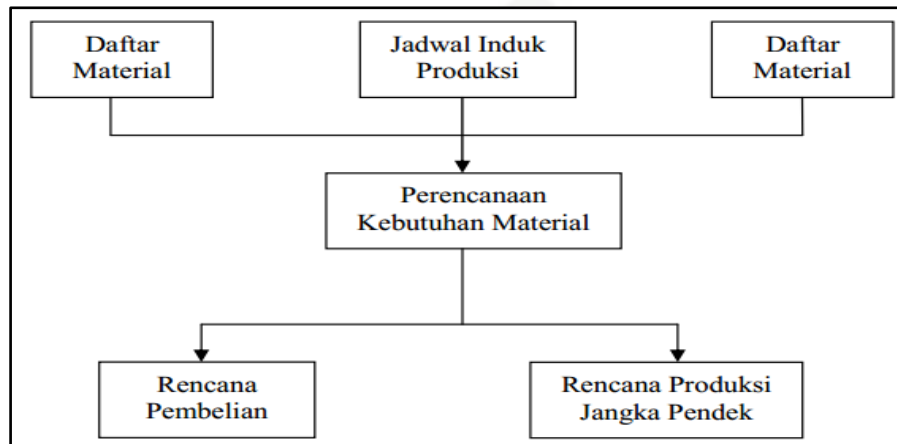 Daftar
Material
Jadwal Induk
Produksi
Daftar
Material
Perencanaan
Kebutuhan Material
Rencana
Pembelian
Rencana Produksi
Jangka Pendek